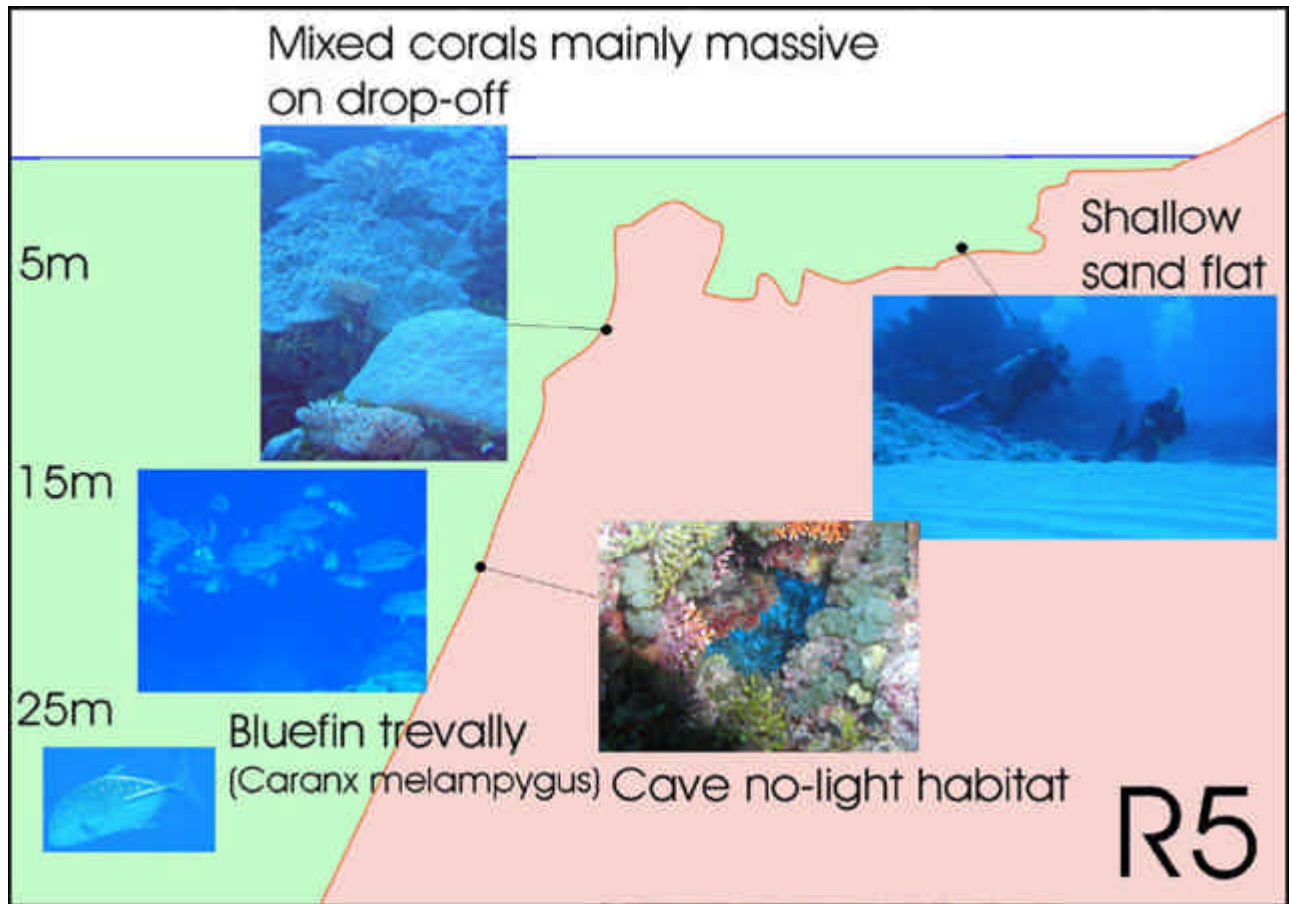 Mixed corals mainly massive
on drop-off
Shallow
sand flat
5m
15m
25m
Bluefin trevally
(Caranx melampygus)
Cave no-light habitat
R5